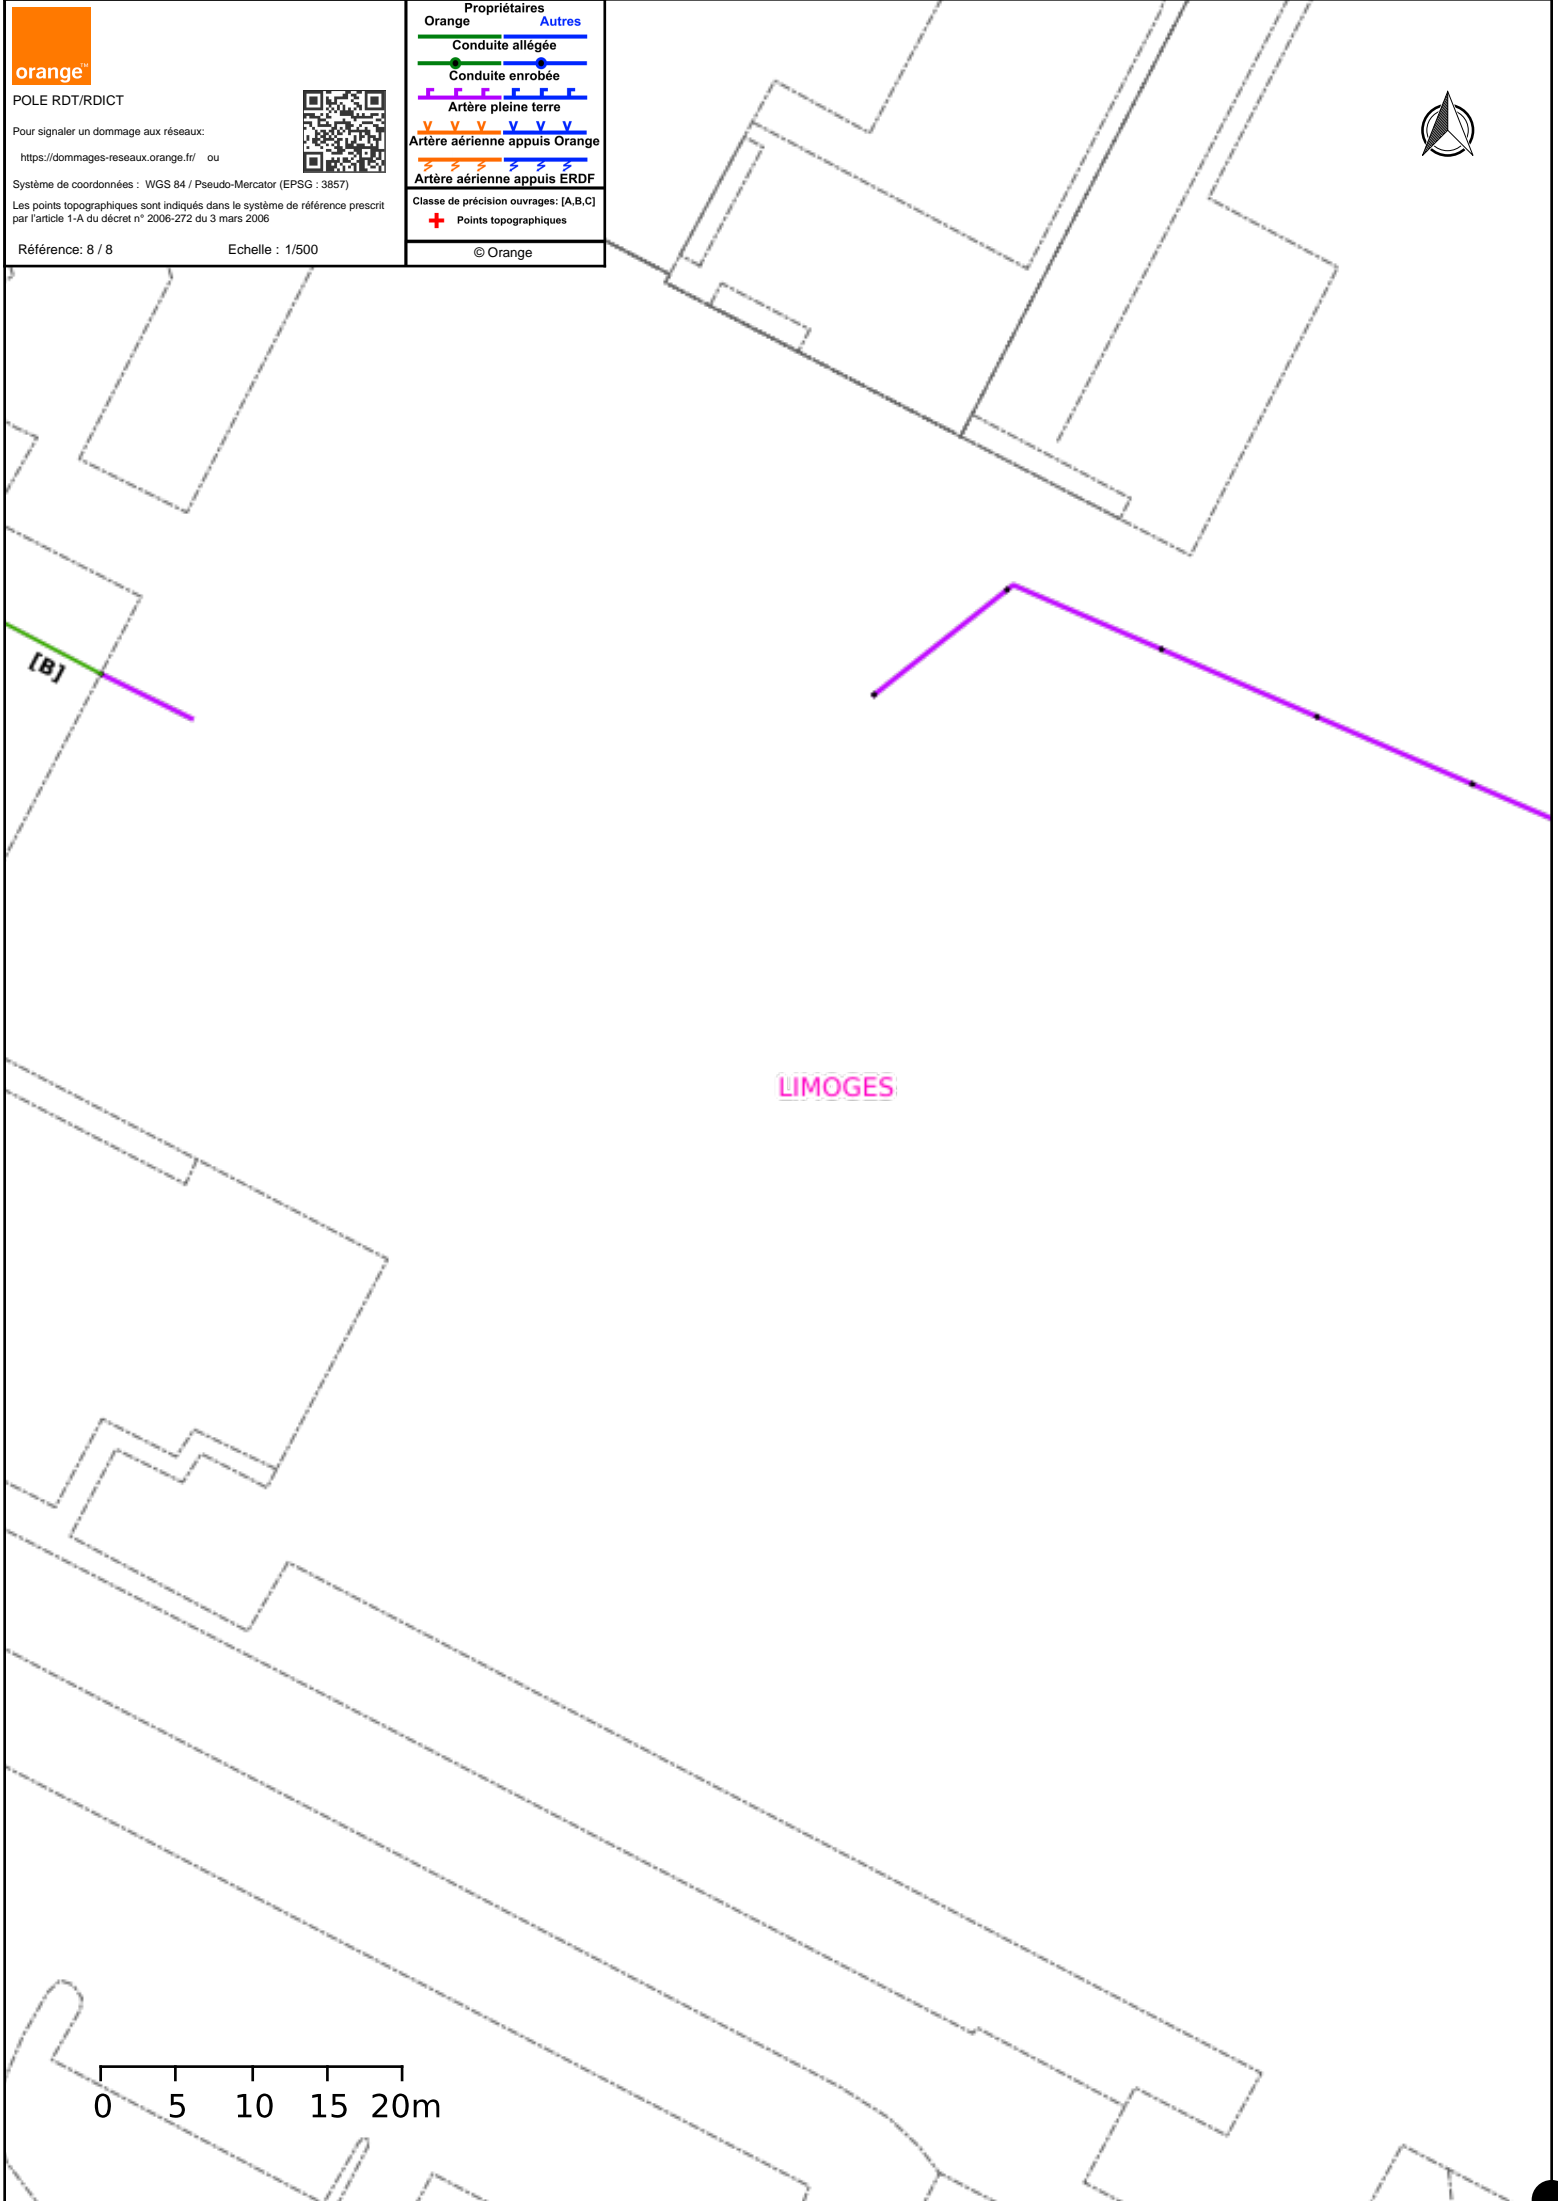 orange™
POLE RDT/RDICT
Pour signaler un dommage aux réseaux:
https://dommages-reseaux.orange.fr/ ou
Système de coordonnées : WGS 84 / Pseudo-Mercator (EPSG : 3857)
Les points topographiques sont indiqués dans le système de référence prescrit
par l'article 1-A du décret n° 2006-272 du 3 mars 2006
Référence: 8 / 8 Echelle : 1/500
Propriétaires
Orange Autres
Conduite allégée
Conduite enrobée
Artère pleine terre
Artère aérienne appuis Orange
Artère aérienne appuis ERDF
Classe de précision ouvrages: [A,B,C]
Points topographiques
© Orange
[B]
LIMOGES
0 5 10 15 20m